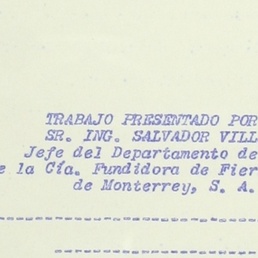 TRABAJO PRESENTADO POR
SR. ING. SALVADOR VILL
Jefe del Departamento de
e la Cía. Fundidora de Fier
de Monterrey, S. A.